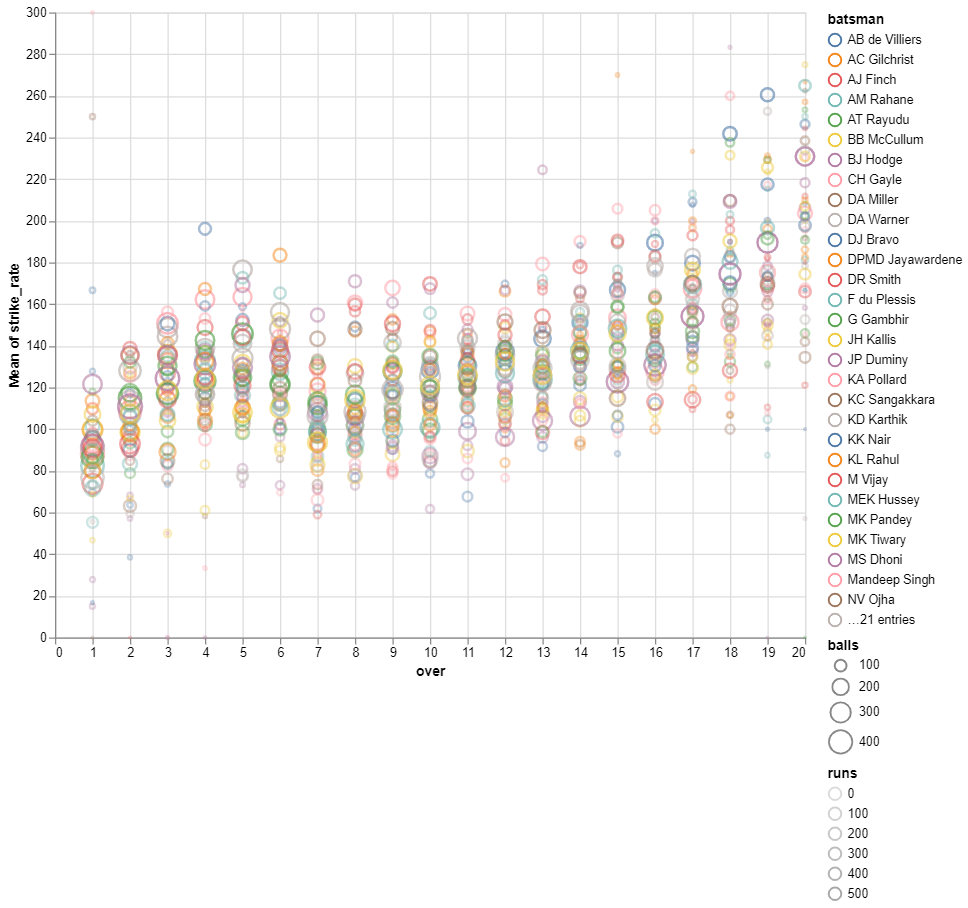 300
280
260
240
220
200
180
160
140
120
100
80
60
40
20
0
Mean of strike_rate
0 1 2 3 4 5 6 7 8 9 10 11 12 13 14 15 16 17 18 19 20
over
batsman
AB de Villiers
AC Gilchrist
AJ Finch
AM Rahane
AT Rayudu
BB McCullum
BJ Hodge
CH Gayle
DA Miller
DA Warner
DJ Bravo
DPMD Jayawardene
DR Smith
F du Plessis
G Gambhir
JH Kallis
JP Duminy
KA Pollard
KC Sangakkara
KD Karthik
KK Nair
KL Rahul
M Vijay
MEK Hussey
MK Pandey
MK Tiwary
MS Dhoni
Mandeep Singh
NV Ojha
…21 entries
balls
100
200
300
400
runs
0
100
200
300
400
500